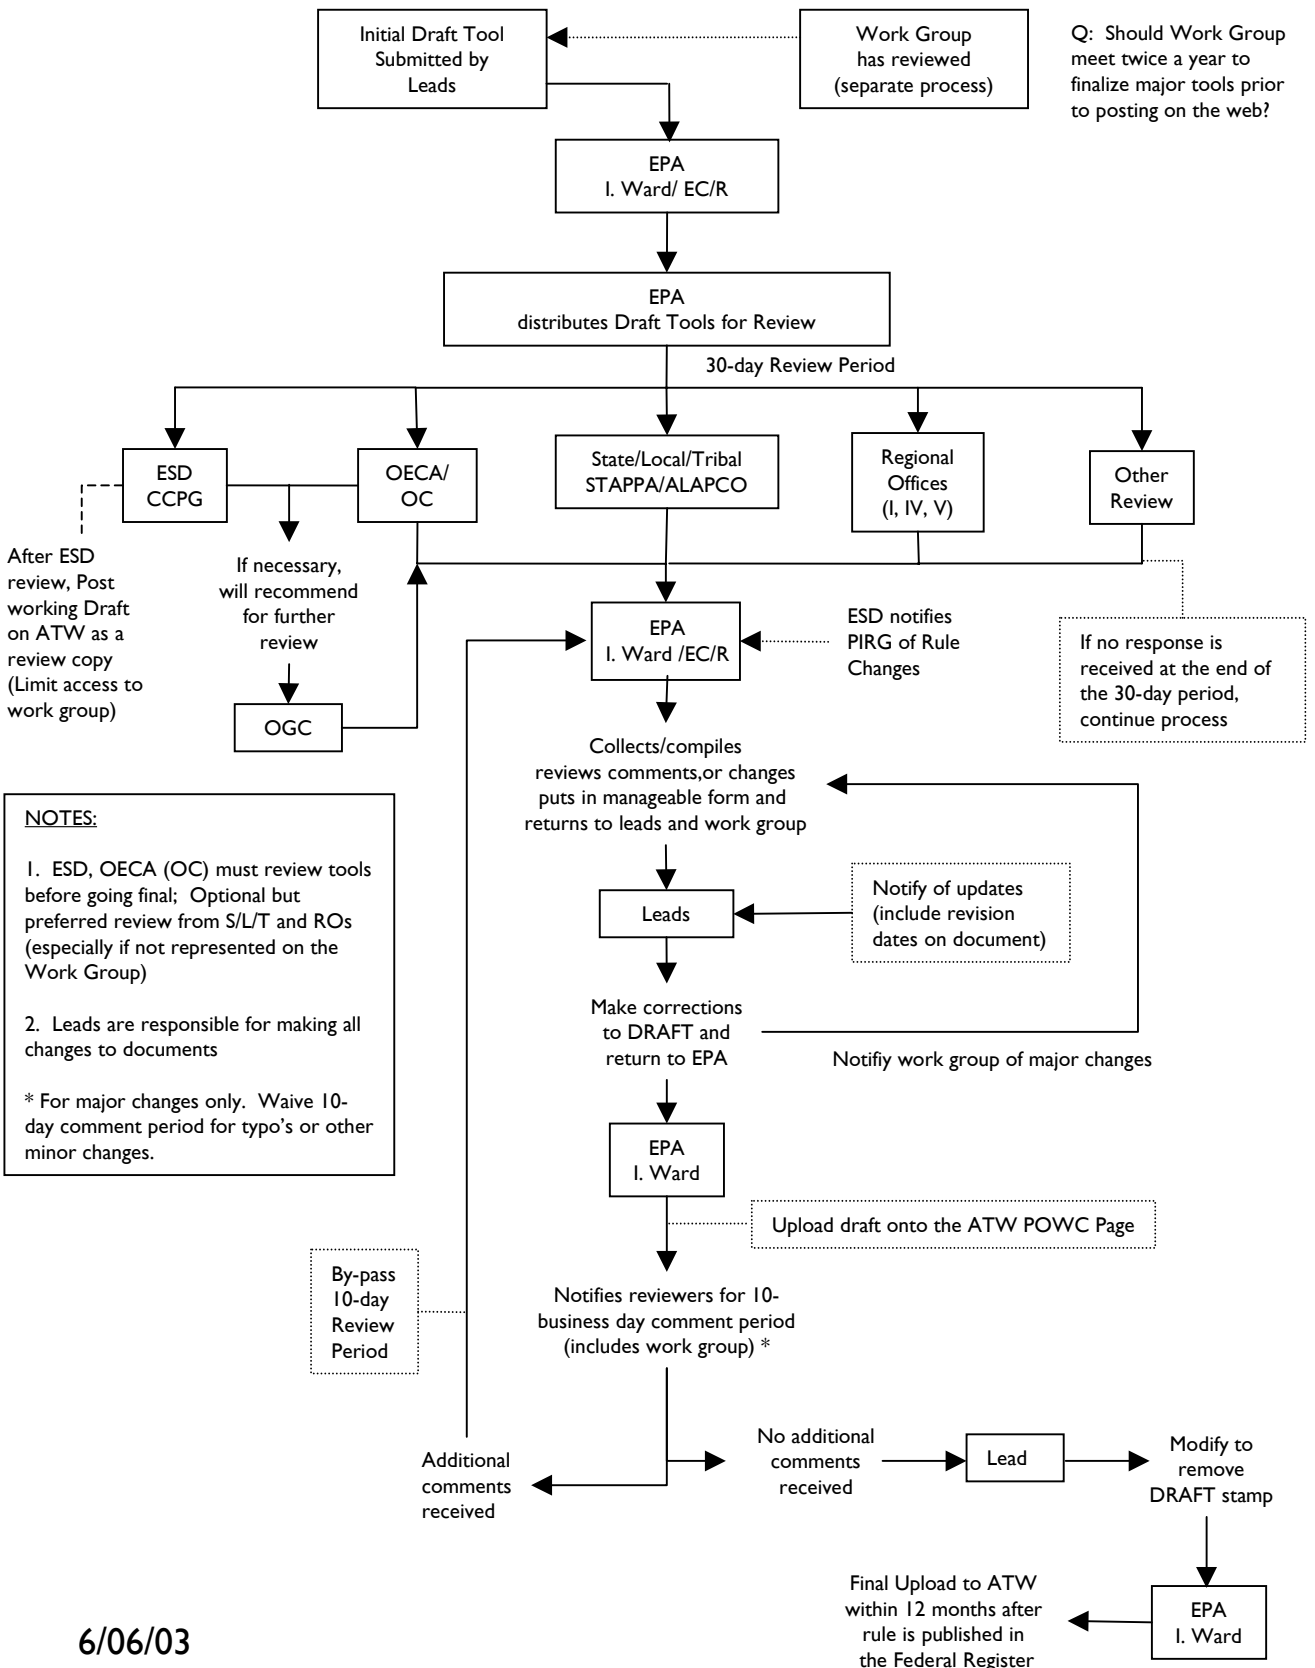 Initial Draft Tool
Submitted by
Leads
Work Group
has reviewed
(separate process)
Q:  Should Work Group
meet twice a year to
finalize major tools prior
to posting on the web?
EPA
I. Ward/ EC/R
EPA
distributes Draft Tools for Review
30-day Review Period
ESD
CCPG
OECA/
OC
State/Local/Tribal
STAPPA/ALAPCO
Regional
Offices
(I, IV, V)
Other
Review
After ESD
review, Post
working Draft
on ATW as a
review copy
(Limit access to
work group)
If necessary,
will recommend
for further
review
OGC
EPA
I. Ward /EC/R
ESD notifies
PIRG of Rule
Changes
If no response is
received at the end of
the 30-day period,
continue process
Collects/compiles
reviews comments,or changes
puts in manageable form and
returns to leads and work group
NOTES:
1.  ESD, OECA (OC) must review tools
before going final;  Optional but
preferred review from S/L/T and ROs
(especially if not represented on the
Work Group)
2.  Leads are responsible for making all
changes to documents
* For major changes only.  Waive 10-
day comment period for typo's or other
minor changes.
Leads
Notify of updates
(include revision
dates on document)
Make corrections
to DRAFT and
return to EPA
Notifiy work group of major changes
EPA
I. Ward
Upload draft onto the ATW POWC Page
By-pass
10-day
Review
Period
Notifies reviewers for 10-
business day comment period
(includes work group) *
Additional
comments
received
No additional
comments
received
Lead
Modify to
remove
DRAFT stamp
Final Upload to ATW
within 12 months after
rule is published in
the Federal Register
EPA
I. Ward
6/06/03